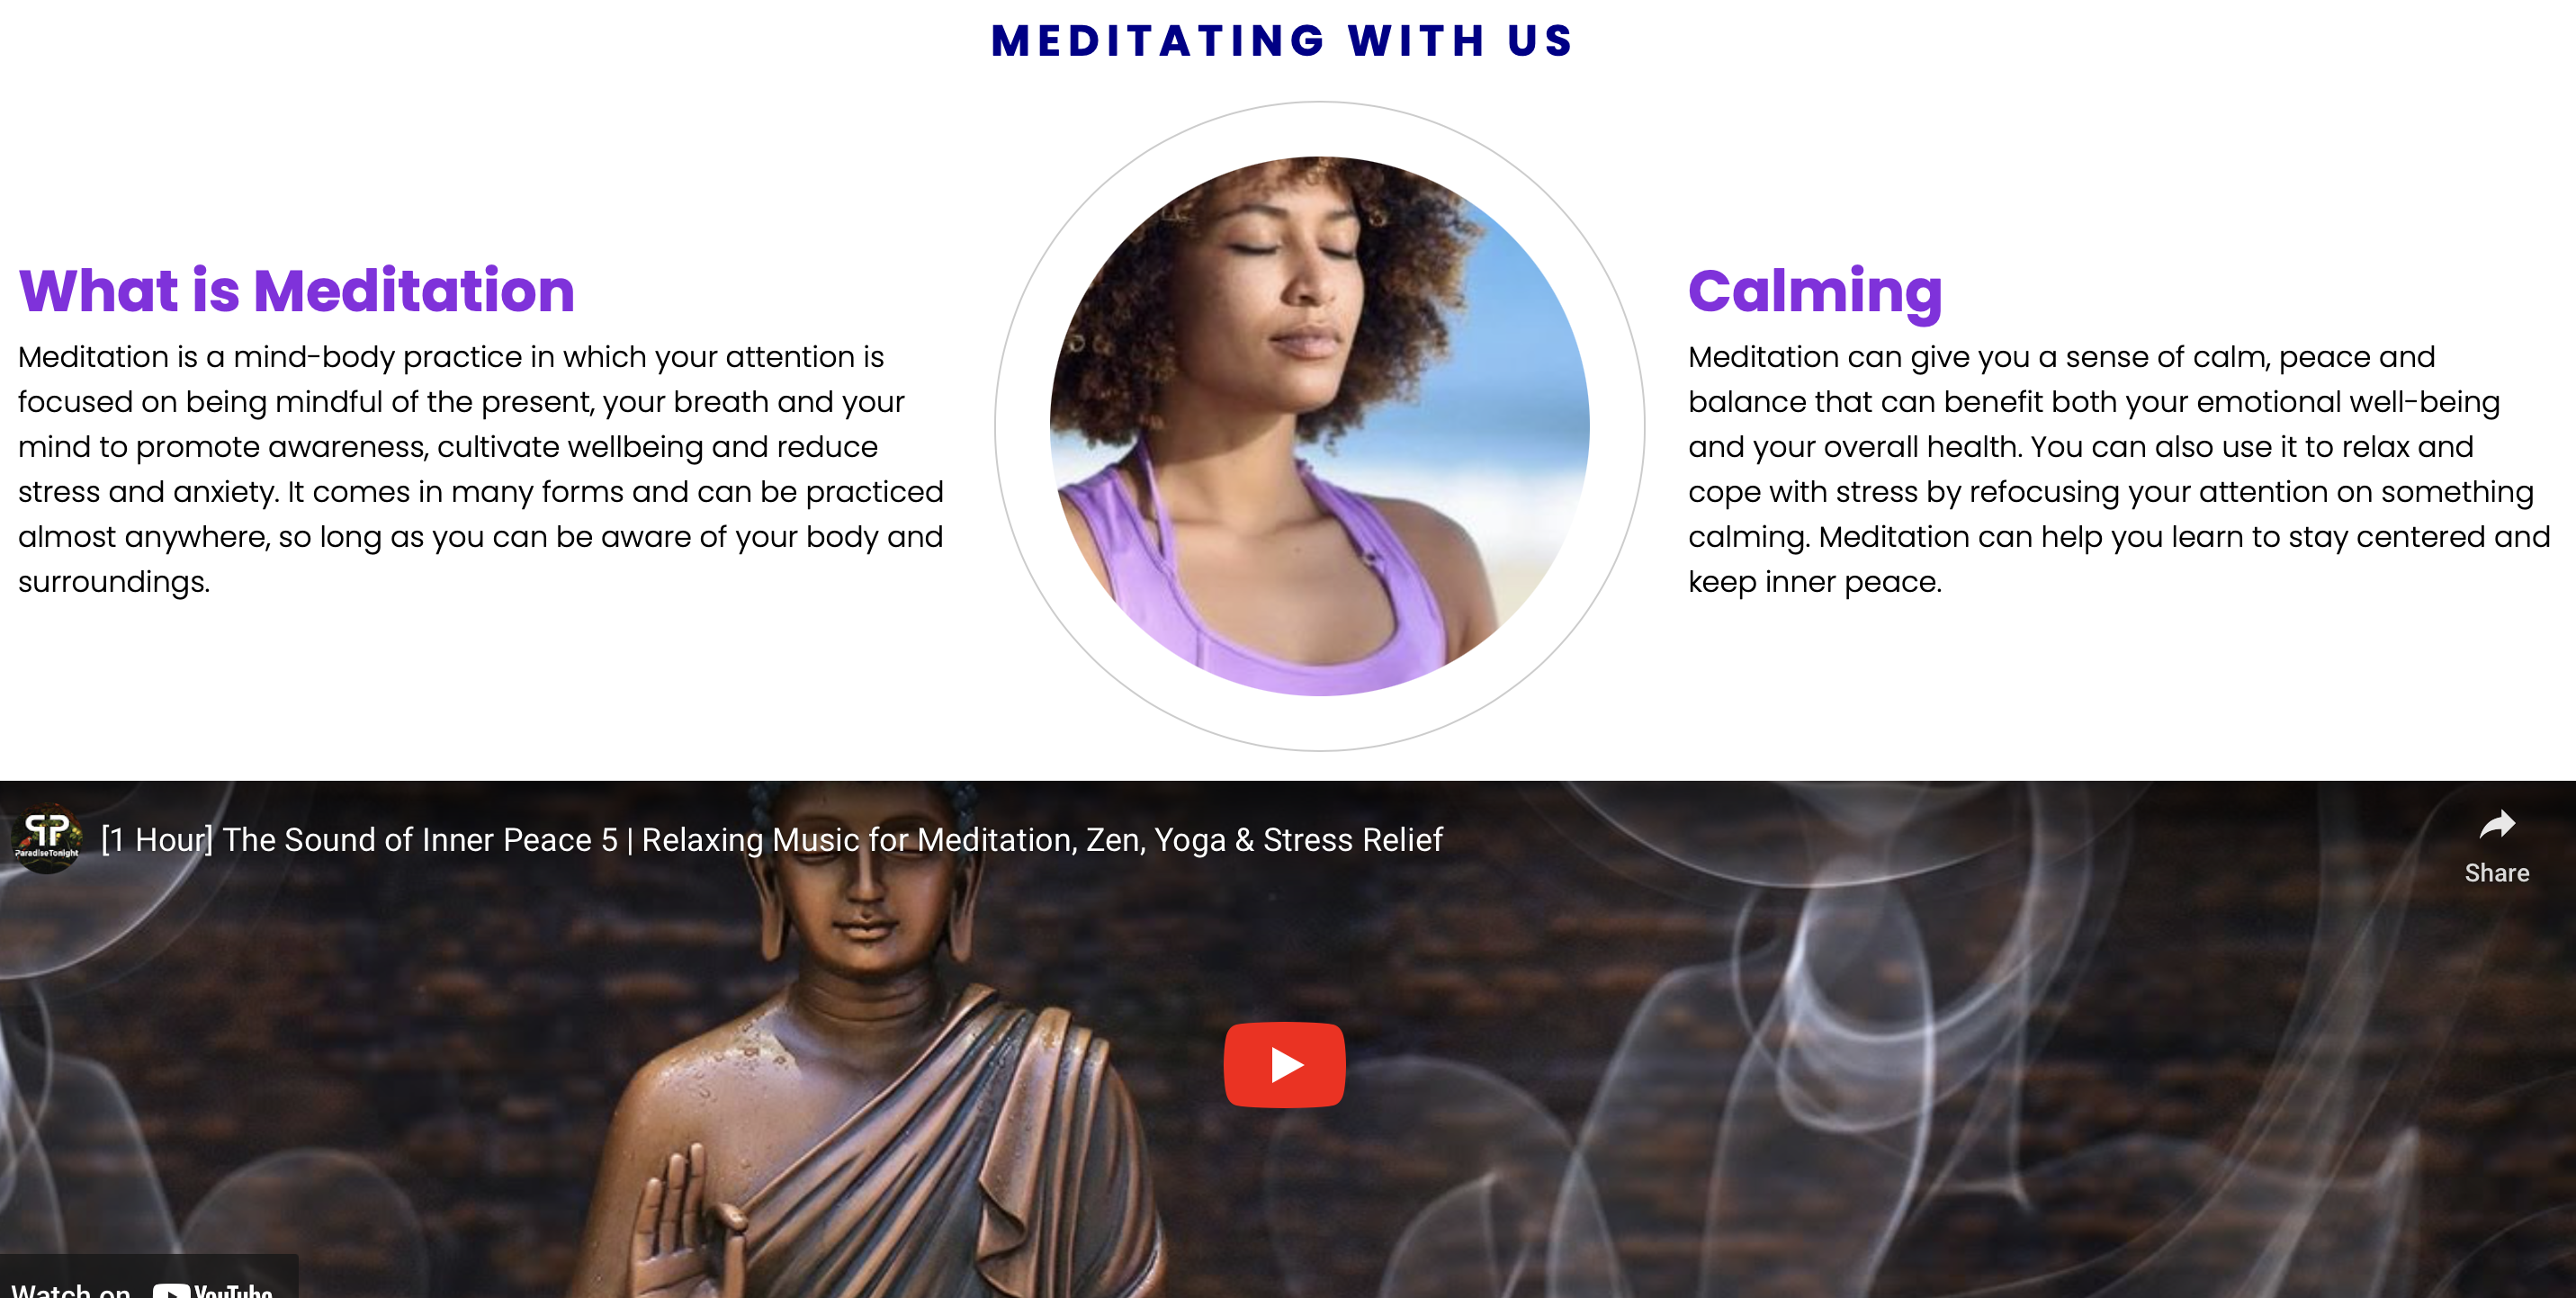 MEDITATING WITH US
What is Meditation
Meditation is a mind-body practice in which your attention is
focused on being mindful of the present, your breath and your
mind to promote awareness, cultivate wellbeing and reduce
stress and anxiety. It comes in many forms and can be practiced
almost anywhere, so long as you can be aware of your body and
surroundings.
Calming
Meditation can give you a sense of calm, peace and
balance that can benefit both your emotional well-being
and your overall health. You can also use it to relax and
cope with stress by refocusing your attention on something
calming. Meditation can help you learn to stay centered and
keep inner peace.
PP
ParadiseTonight
[1 Hour] The Sound of Inner Peace 5 | Relaxing Music for Meditation, Zen, Yoga & Stress Relief
Share
Watch on YouTube